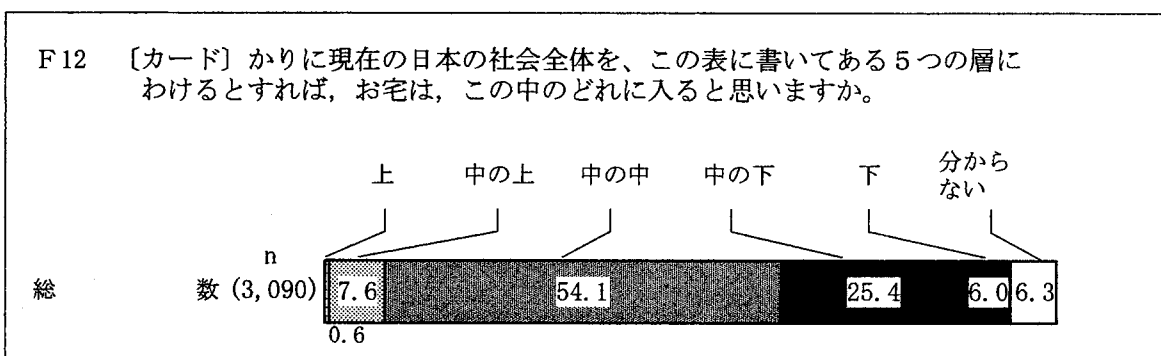 F12 〔カード〕かりに現在の日本の社会全体を、この表に書いてある5つの層に
わけるとすれば，お宅は，この中のどれに入ると思いますか。
上 中の上 中の中 中の下 下 分から
ない
n
総 数 (3,090) 7.6 54.1 25.4 6.0 6.3
0.6